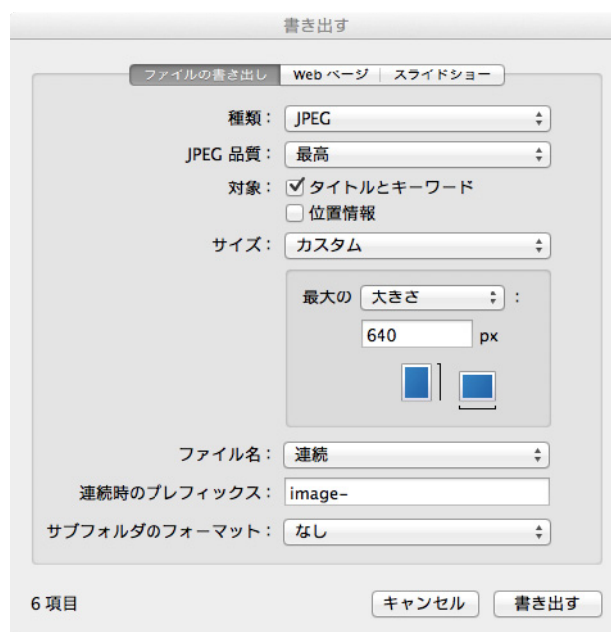 書き出す
ファイルの書き出し Web ページ スライドショー
種類： JPEG
JPEG 品質： 最高
対象： タイトルとキーワード
位置情報
サイズ： カスタム
最大の 大きさ ：
640 px
ファイル名： 連続
連続時のプレフィックス： image-
サブフォルダのフォーマット： なし
6 項目 キャンセル 書き出す